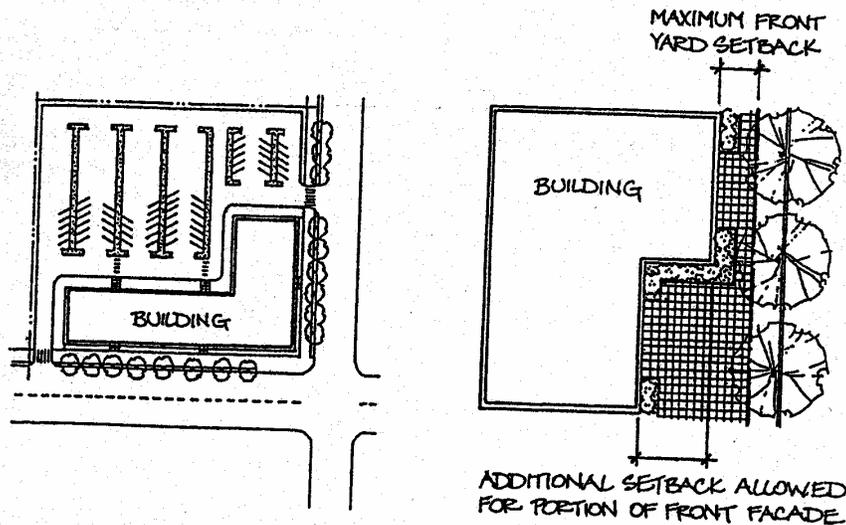 MAXIMUM FRONT
YARD SETBACK
BUILDING
BUILDING
ADDITIONAL SETBACK ALLOWED
FOR PORTION OF FRONT FACADE